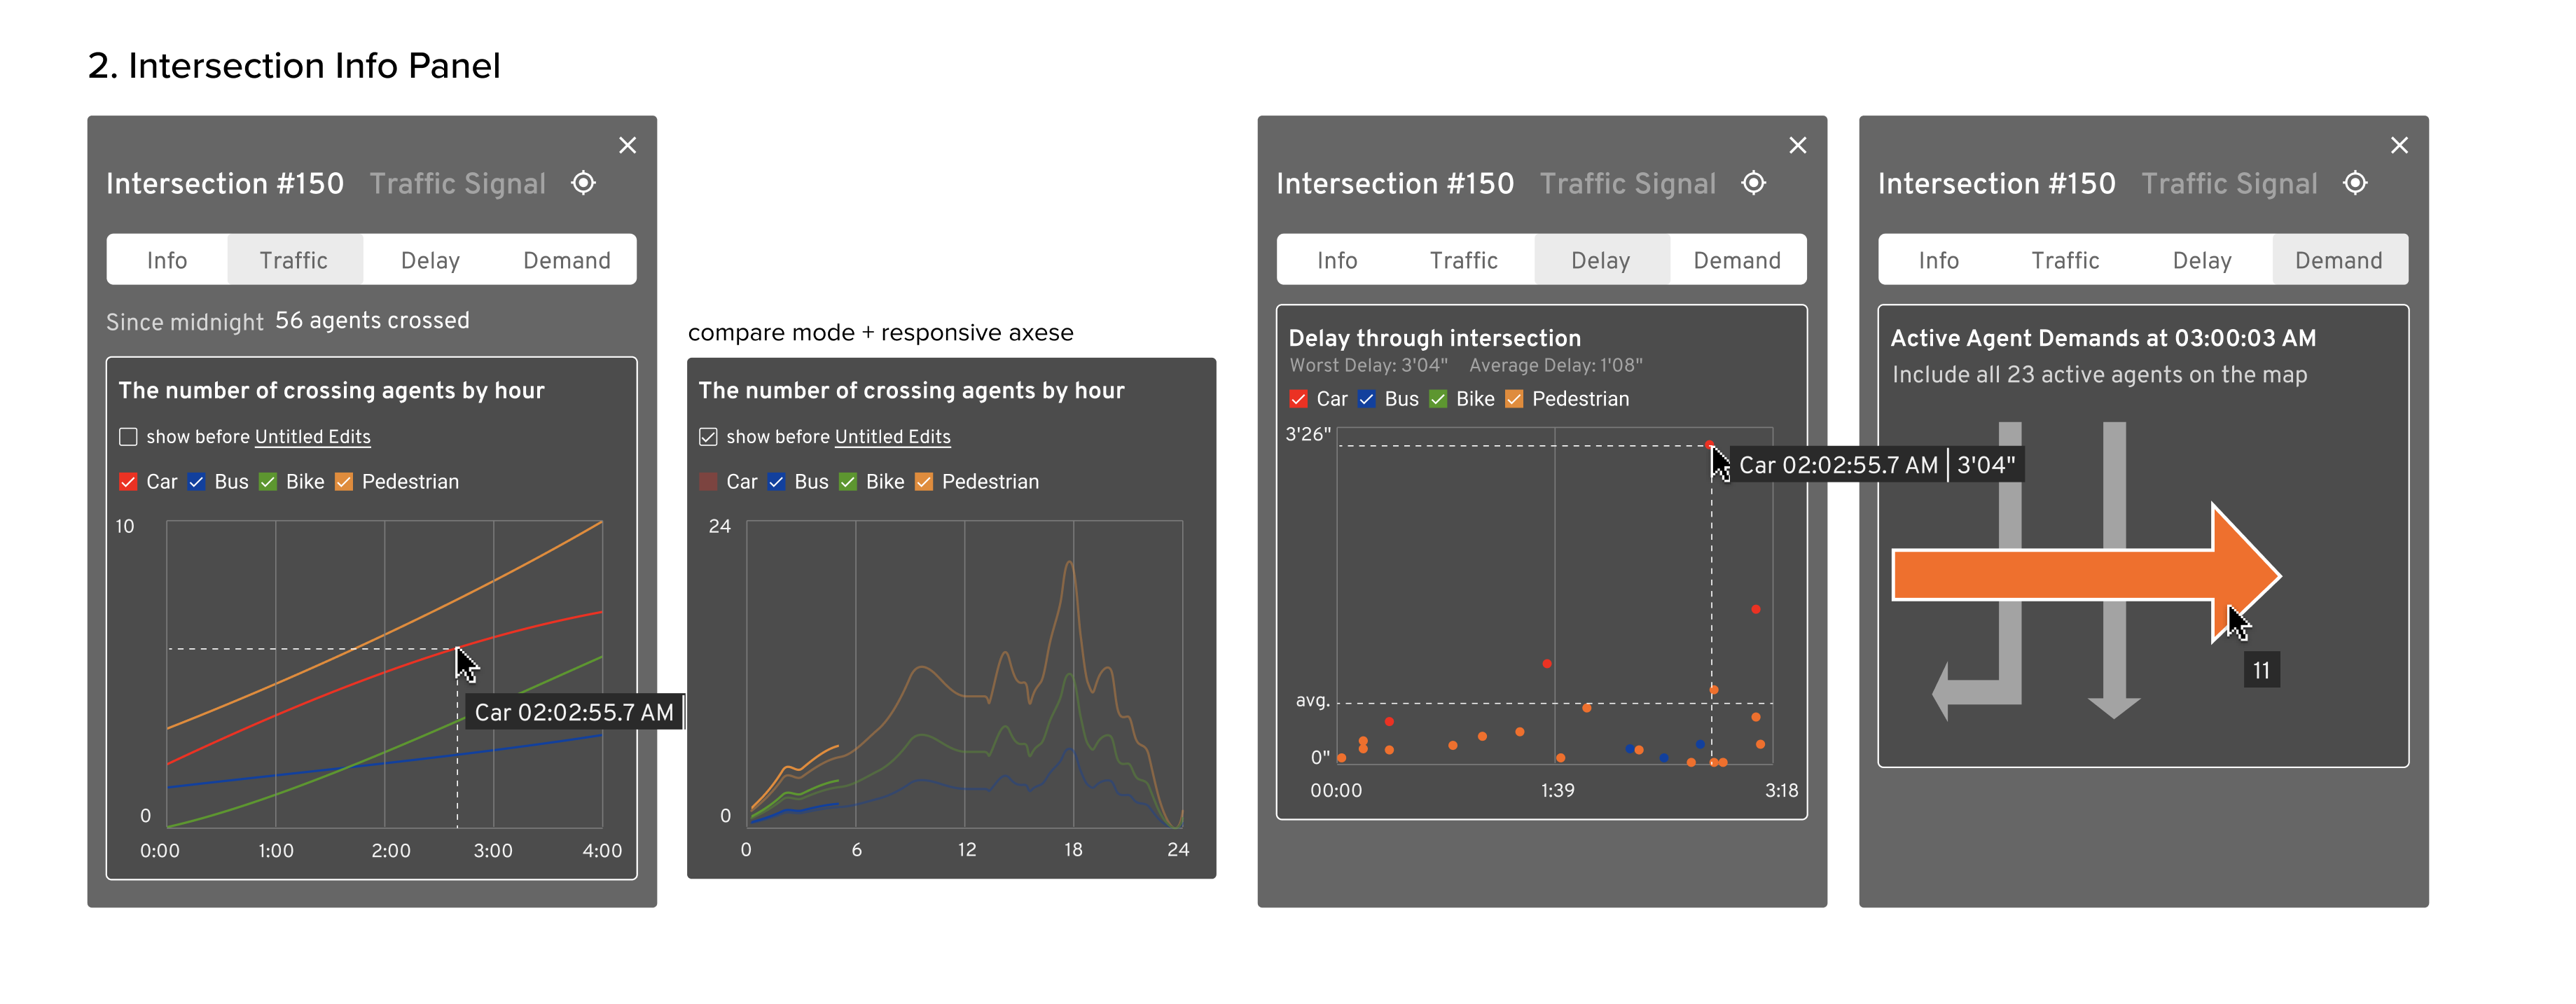 2. Intersection Info Panel
Intersection #150 Traffic Signal
Info Traffic Delay Demand
Since midnight 56 agents crossed
The number of crossing agents by hour
show before Untitled Edits
Car Bus Bike Pedestrian
10
0
0:00 1:00 2:00 3:00 4:00
Car 02:02:55.7 AM
compare mode + responsive axese
The number of crossing agents by hour
show before Untitled Edits
Car Bus Bike Pedestrian
24
0
0 6 12 18 24
Intersection #150 Traffic Signal
Info Traffic Delay Demand
Delay through intersection
Worst Delay: 3'04" Average Delay: 1'08"
Car Bus Bike Pedestrian
3'26"
Car 02:02:55.7 AM | 3'04"
avg.
0"
00:00 1:39 3:18
Intersection #150 Traffic Signal
Info Traffic Delay Demand
Active Agent Demands at 03:00:03 AM
Include all 23 active agents on the map
11